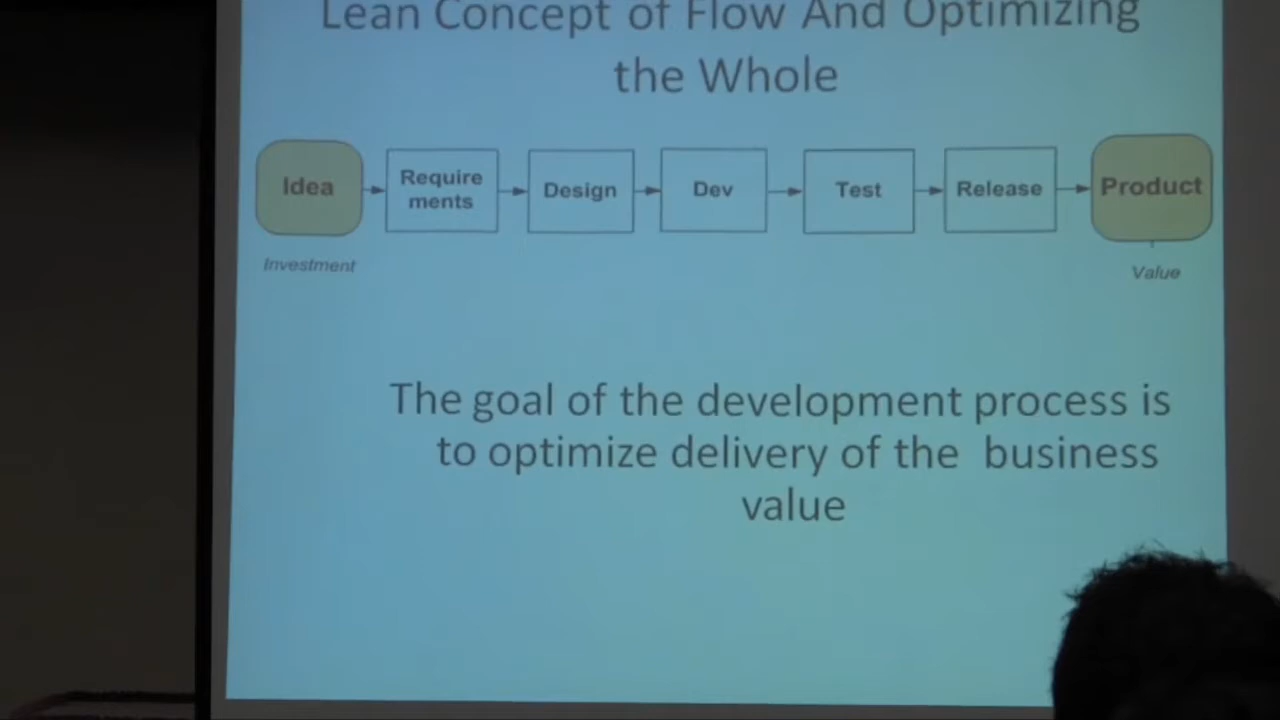 Lean Concept of Flow And Optimizing
the Whole
Idea
Require
ments
Design
Dev
Test
Release
Product
Investment
Value
The goal of the development process is
to optimize delivery of the business
value